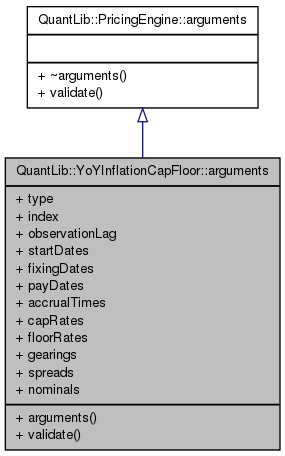 QuantLib::PricingEngine::arguments
+ ~arguments()
+ validate()
QuantLib::YoYInflationCapFloor::arguments
+ type
+ index
+ observationLag
+ startDates
+ fixingDates
+ payDates
+ accrualTimes
+ capRates
+ floorRates
+ gearings
+ spreads
+ nominals
+ arguments()
+ validate()